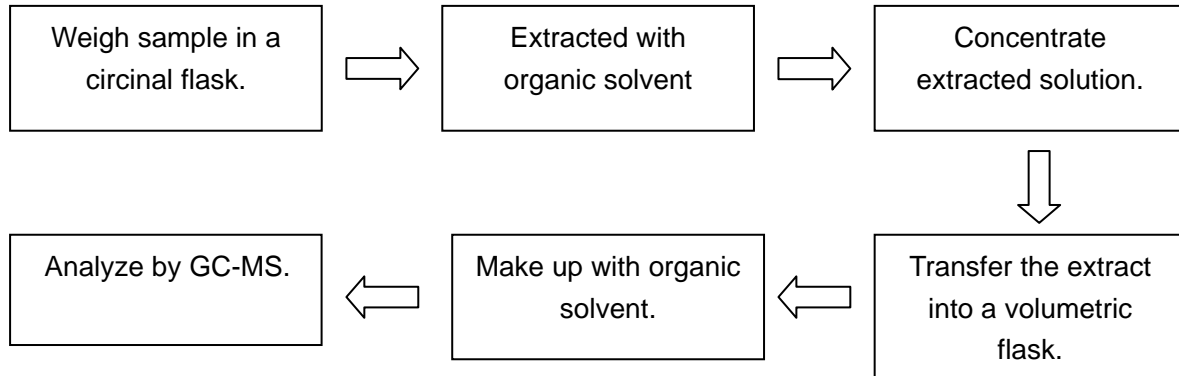 Weigh sample in a
circinal flask.
Extracted with
organic solvent
Concentrate
extracted solution.
Transfer the extract
into a volumetric
flask.
Make up with organic
solvent.
Analyze by GC-MS.